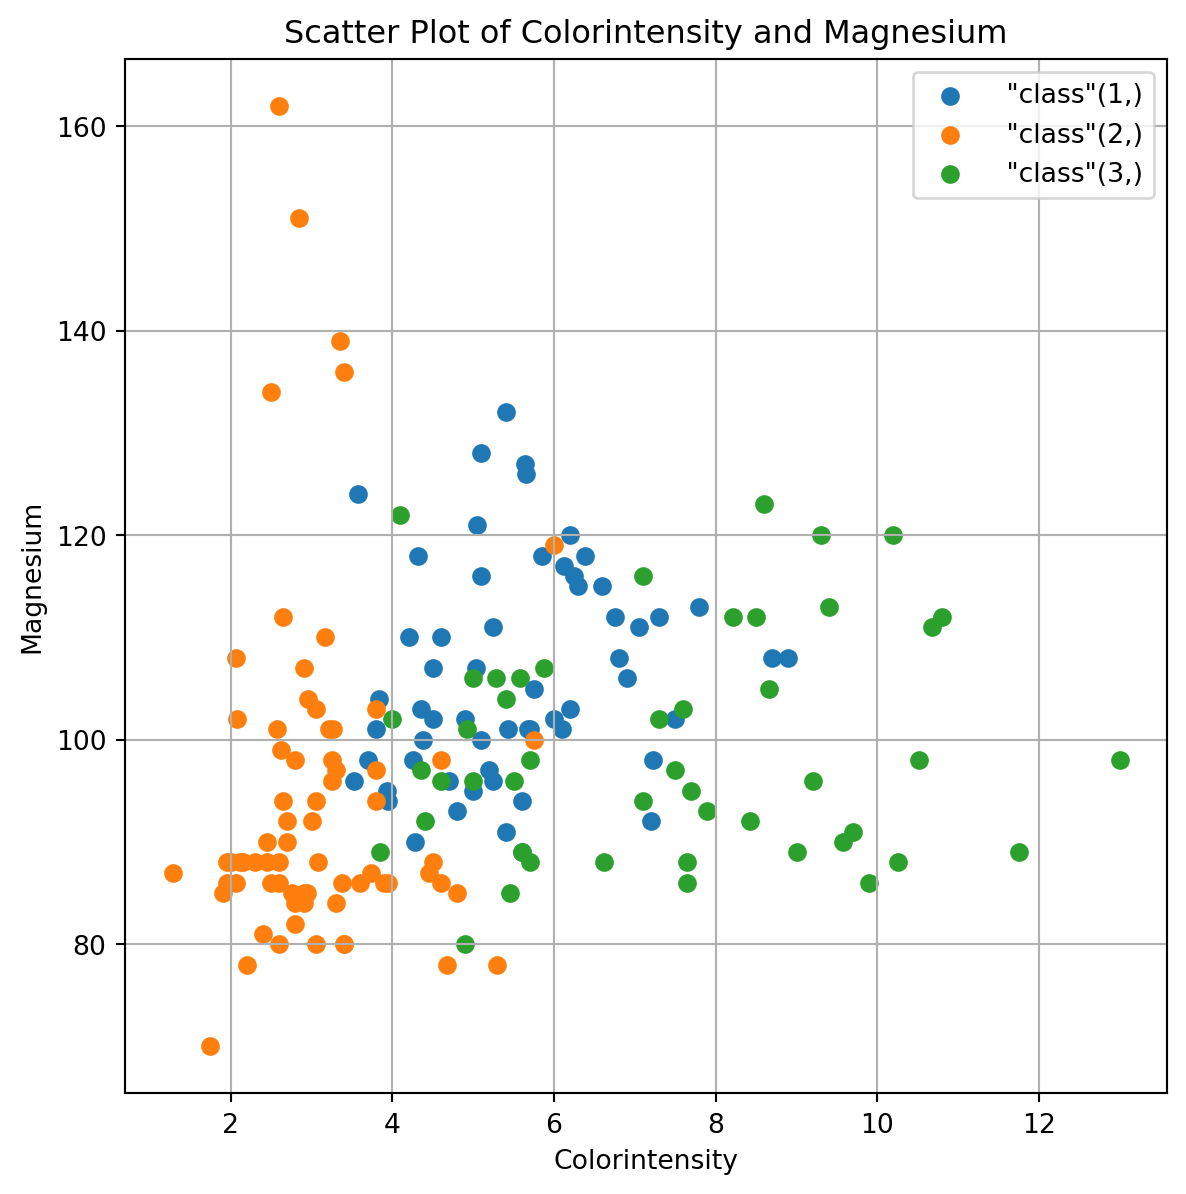 Scatter Plot of Colorintensity and Magnesium
"class"(1,)
"class"(2,)
"class"(3,)
160
140
120
100
80
Magnesium
2 4 6 8 10 12
Colorintensity